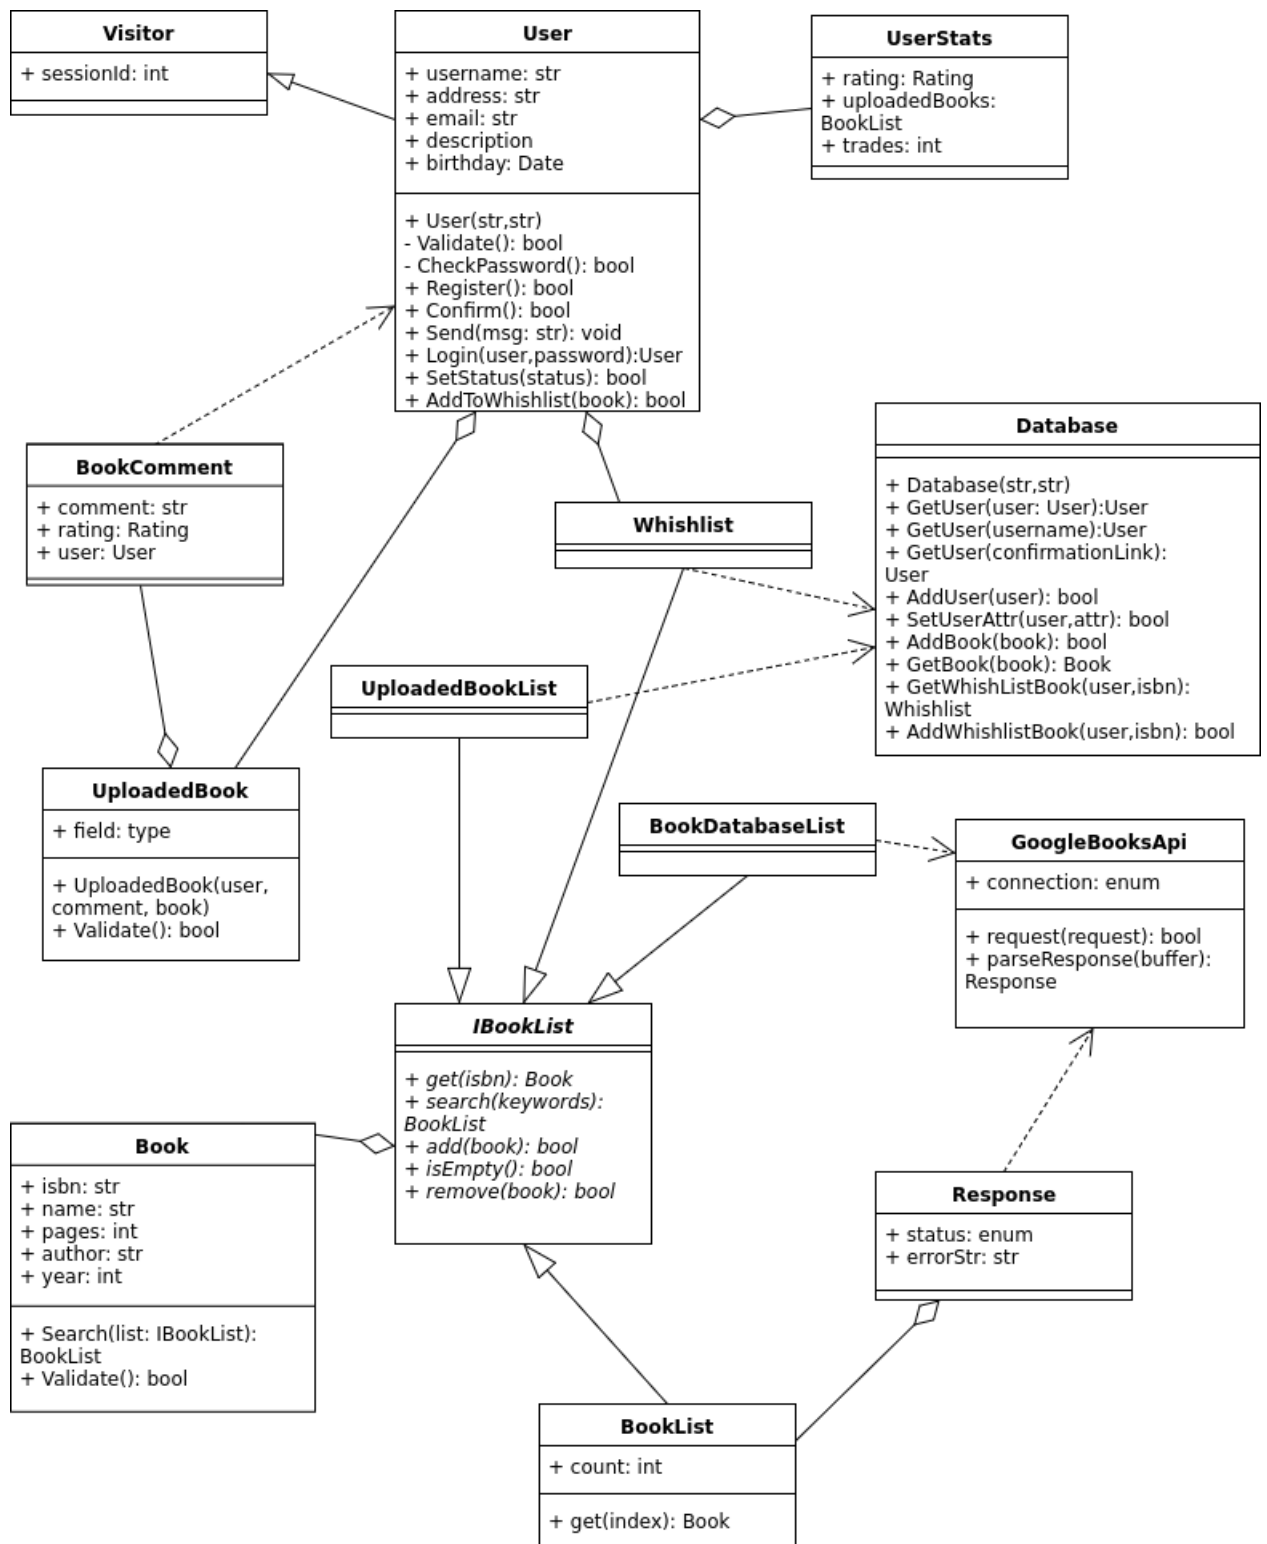 Visitor
+ sessionId: int
User
+ username: str
+ address: str
+ email: str
+ description
+ birthday: Date
+ User(str,str)
- Validate(): bool
- CheckPassword(): bool
+ Register(): bool
+ Confirm(): bool
+ Send(msg: str): void
+ Login(user,password):User
+ SetStatus(status): bool
+ AddToWhishlist(book): bool
UserStats
+ rating: Rating
+ uploadedBooks:
BookList
+ trades: int
BookComment
+ comment: str
+ rating: Rating
+ user: User
Whishlist
Database
+ Database(str,str)
+ GetUser(user: User):User
+ GetUser(username):User
+ GetUser(confirmationLink):
User
+ AddUser(user): bool
+ SetUserAttr(user,attr): bool
+ AddBook(book): bool
+ GetBook(book): Book
+ GetWhishListBook(user,isbn):
Whishlist
+ AddWhishlistBook(user,isbn): bool
UploadedBookList
UploadedBook
+ field: type
+ UploadedBook(user,
comment, book)
+ Validate(): bool
BookDatabaseList
GoogleBooksApi
+ connection: enum
+ request(request): bool
+ parseResponse(buffer):
Response
IBookList
+ get(isbn): Book
+ search(keywords):
BookList
+ add(book): bool
+ isEmpty(): bool
+ remove(book): bool
Book
+ isbn: str
+ name: str
+ pages: int
+ author: str
+ year: int
+ Search(list: IBookList):
BookList
+ Validate(): bool
Response
+ status: enum
+ errorStr: str
BookList
+ count: int
+ get(index): Book